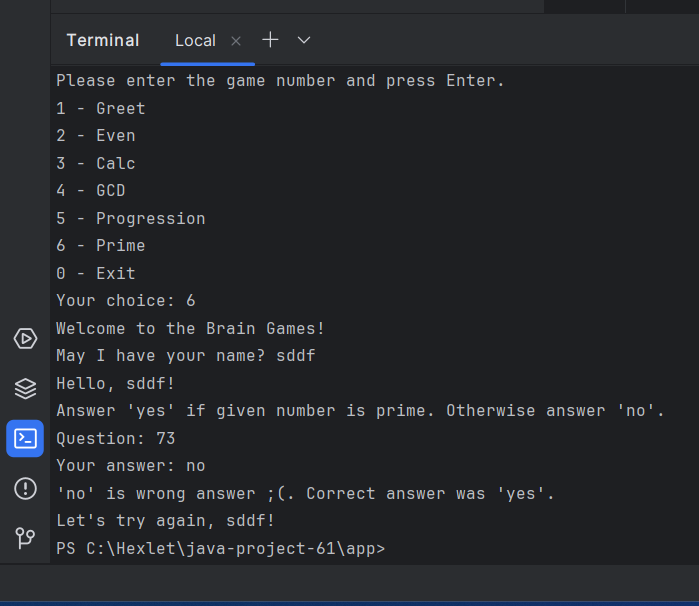 Terminal Local
Please enter the game number and press Enter.
1 - Greet
2 - Even
3 - Calc
4 - GCD
5 - Progression
6 - Prime
0 - Exit
Your choice: 6
Welcome to the Brain Games!
May I have your name? sddf
Hello, sddf!
Answer 'yes' if given number is prime. Otherwise answer 'no'.
Question: 73
Your answer: no
'no' is wrong answer ;(. Correct answer was 'yes'.
Let's try again, sddf!
PS C:\Hexlet\java-project-61\app>